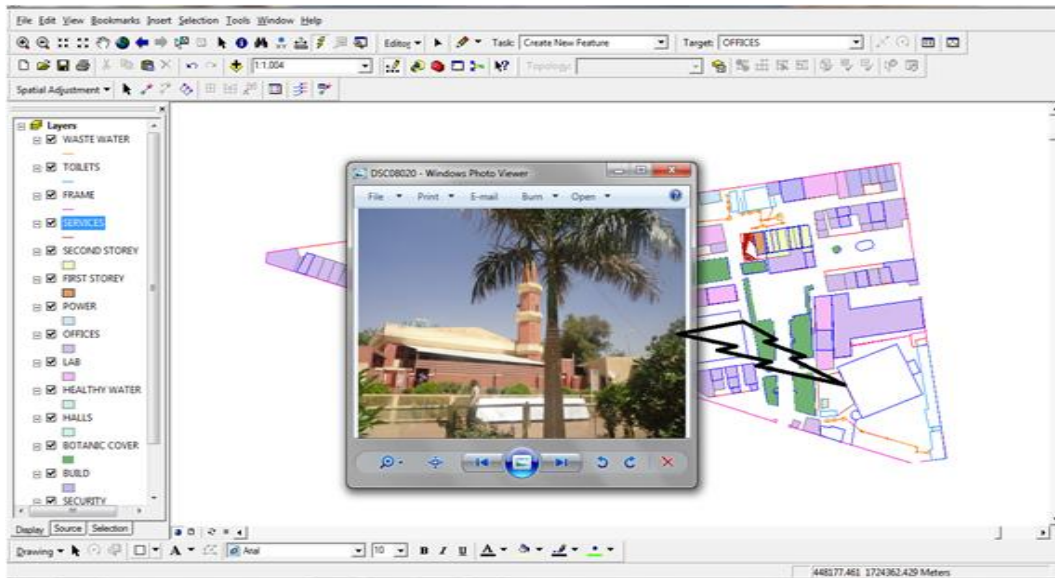 File Edit View Bookmarks Insert Selection Tools Window Help
Editor Task: Create New Feature Target: OFFICES
1:1.004 Topology:
Spatial Adjustment
Layers
WASTE WATER
TOILETS
FRAME
SERVICES
SECOND STOREY
FIRST STOREY
POWER
OFFICES
LAB
HEALTHY WATER
HALLS
BOTANIC COVER
BUILD
SECURITY
Display Source Selection
DSC08020 - Windows Photo Viewer
File Print E-mail Burn Open
Drawing A Arial 10 B I U A
448177.461 1724362.429 Meters